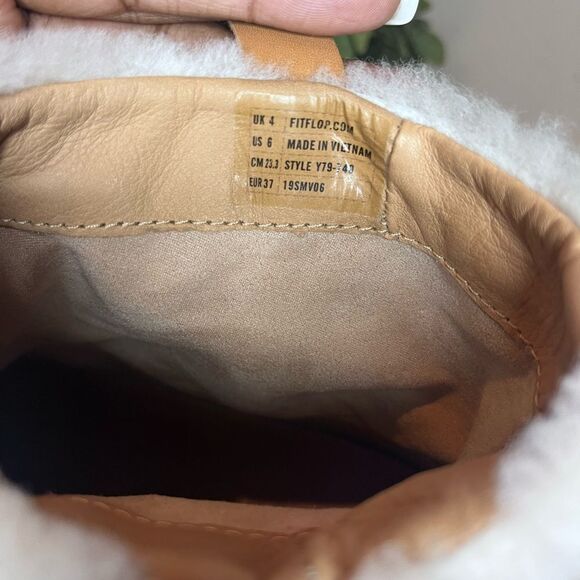 UK 4 FITFLOP.COM
US 6 MADE IN VIETNAM
CM 23.3 STYLE
EUR 37 19SMV06